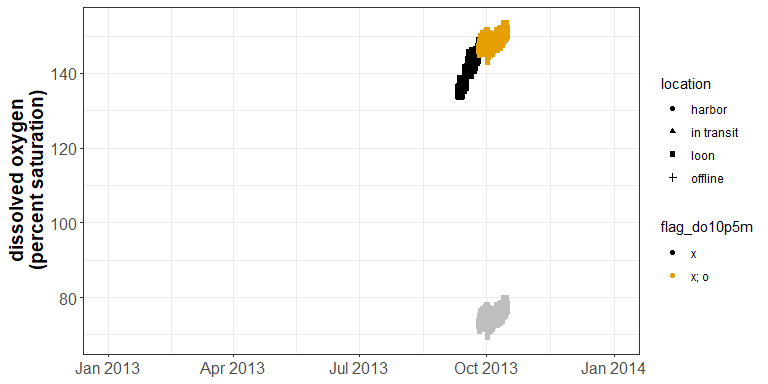 dissolved oxygen
(percent saturation)
140
120
100
80
Jan 2013
Apr 2013
Jul 2013
Oct 2013
Jan 2014
location
harbor
in transit
loon
offline
flag_do10p5m
x
x; o